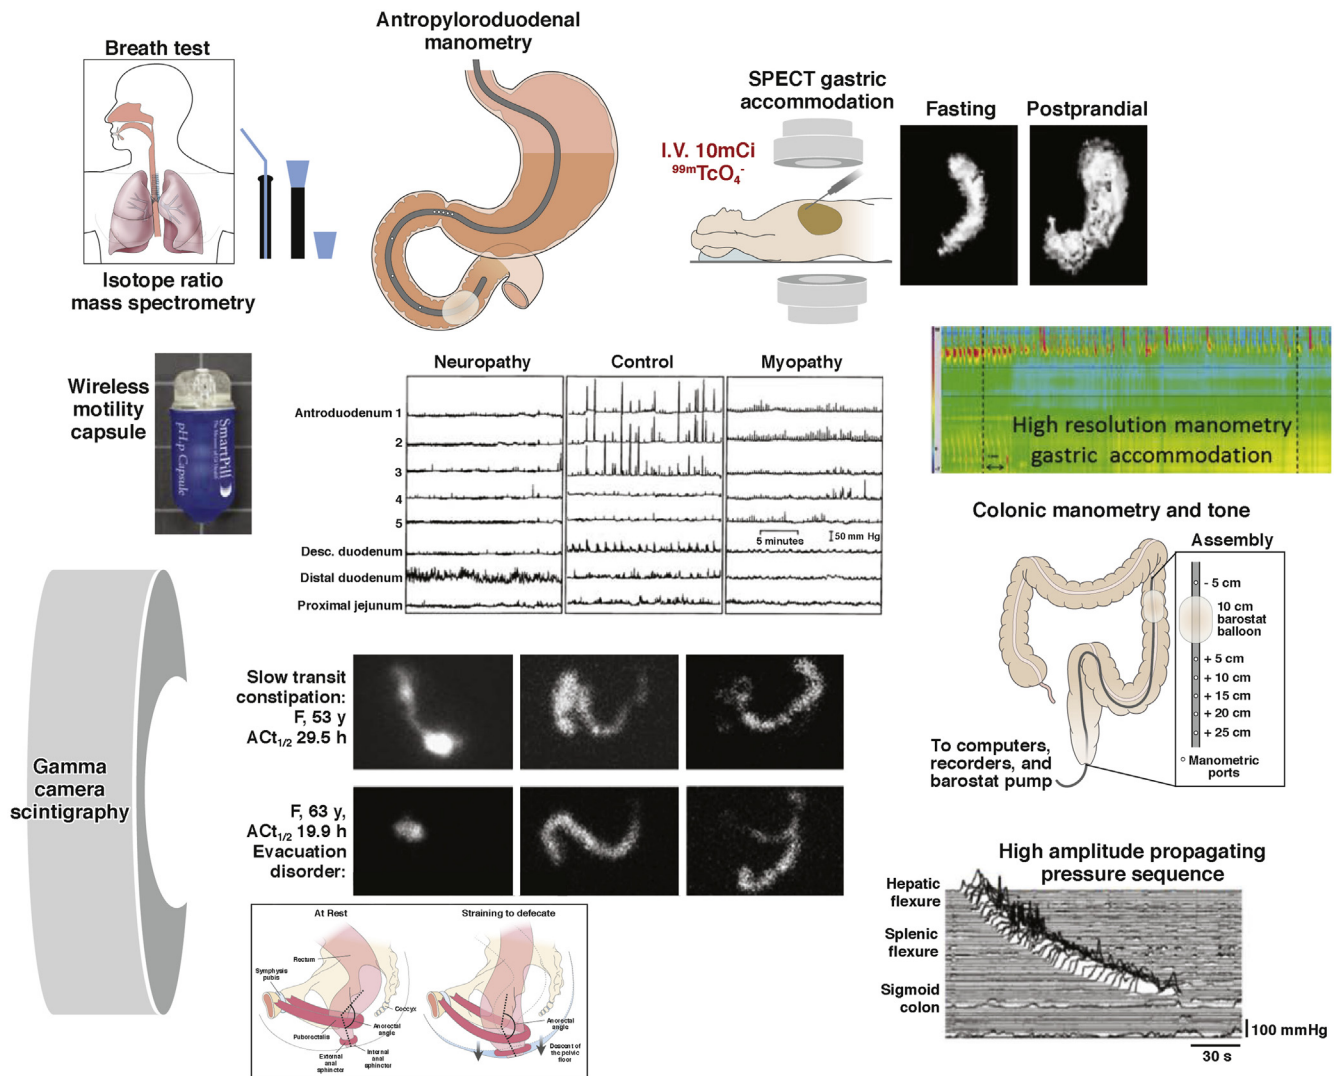 Breath test
Isotope ratio
mass spectrometry
Antropyloroduodenal
manometry
SPECT gastric
accommodation
I.V. 10mCi
99mTcO4-
Fasting
Postprandial
Wireless
motility
capsule
SmartPill
pH.p Capsule
Neuropathy
Control
Myopathy
Antroduodenum 1
2
3
4
5
Desc. duodenum
Distal duodenum
Proximal jejunum
5 minutes
50 mm Hg
High resolution manometry
gastric accommodation
Colonic manometry and tone
Assembly
- 5 cm
10 cm
barostat
balloon
+ 5 cm
+ 10 cm
+ 15 cm
+ 20 cm
+ 25 cm
Manometric
ports
To computers,
recorders, and
barostat pump
Gamma
camera
scintigraphy
Slow transit
constipation:
F, 53 y
ACt1/2 29.5 h
F, 63 y,
ACt1/2 19.9 h
Evacuation
disorder:
At Rest
Rectum
Symphysis
pubis
Coccyx
Puborectalis
Anorectal
angle
External
anal
sphincter
Internal
anal
sphincter
Straining to defecate
Anorectal
angle
Descent of
the pelvic
floor
High amplitude propagating
pressure sequence
Hepatic
flexure
Splenic
flexure
Sigmoid
colon
100 mmHg
30 s